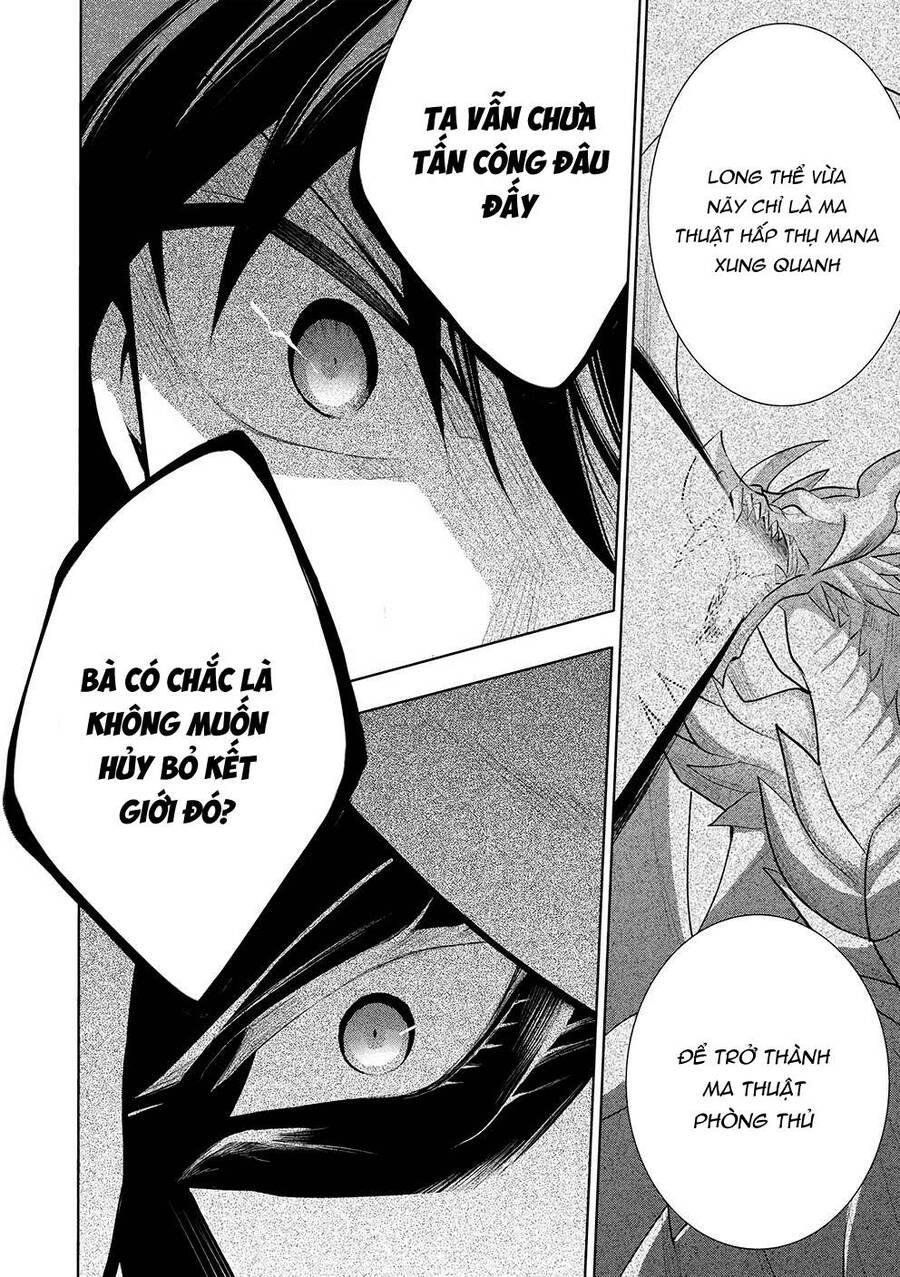 LONG THỂ VỪA
NÃY CHỈ LÀ MA
THUẬT HẤP THỤ MANA
XUNG QUANH
ĐỂ TRỞ THÀNH
MA THUẬT
PHÒNG THỦ
TA VẪN CHƯA
TẤN CÔNG ĐÂU
ĐẤY
BÀ CÓ CHẮC LÀ
KHÔNG MUỐN
HỦY BỎ KẾT
GIỚI ĐÓ?